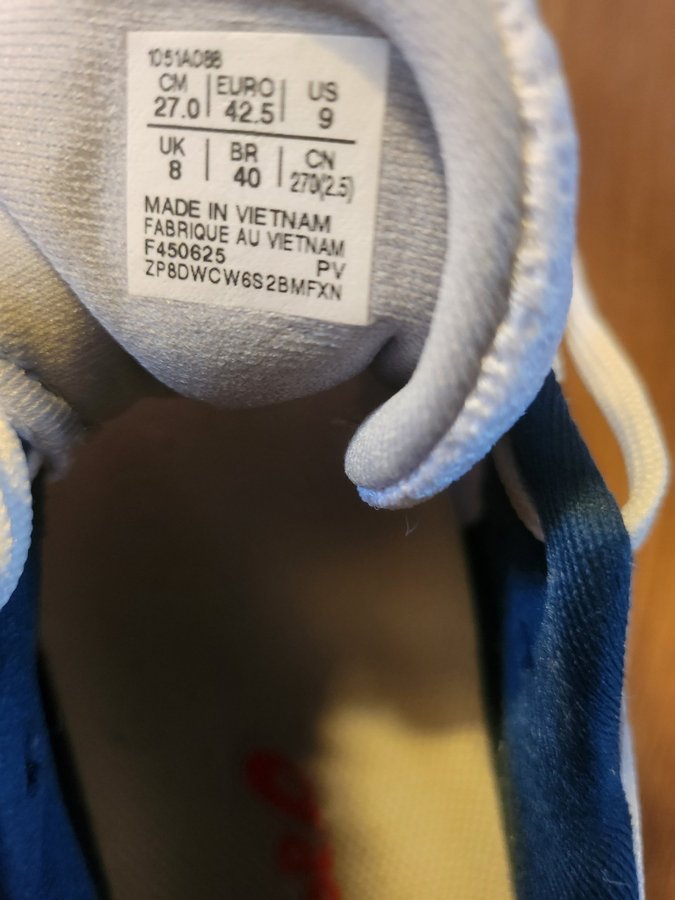 1051A088
CM | EURO | US
27.0 | 42.5 | 9
UK | BR | CN
8 | 40 | 270(2.5)
MADE IN VIETNAM
FABRIQUE AU VIETNAM
F450625 PV
ZP8DWCW6S2BMFXN